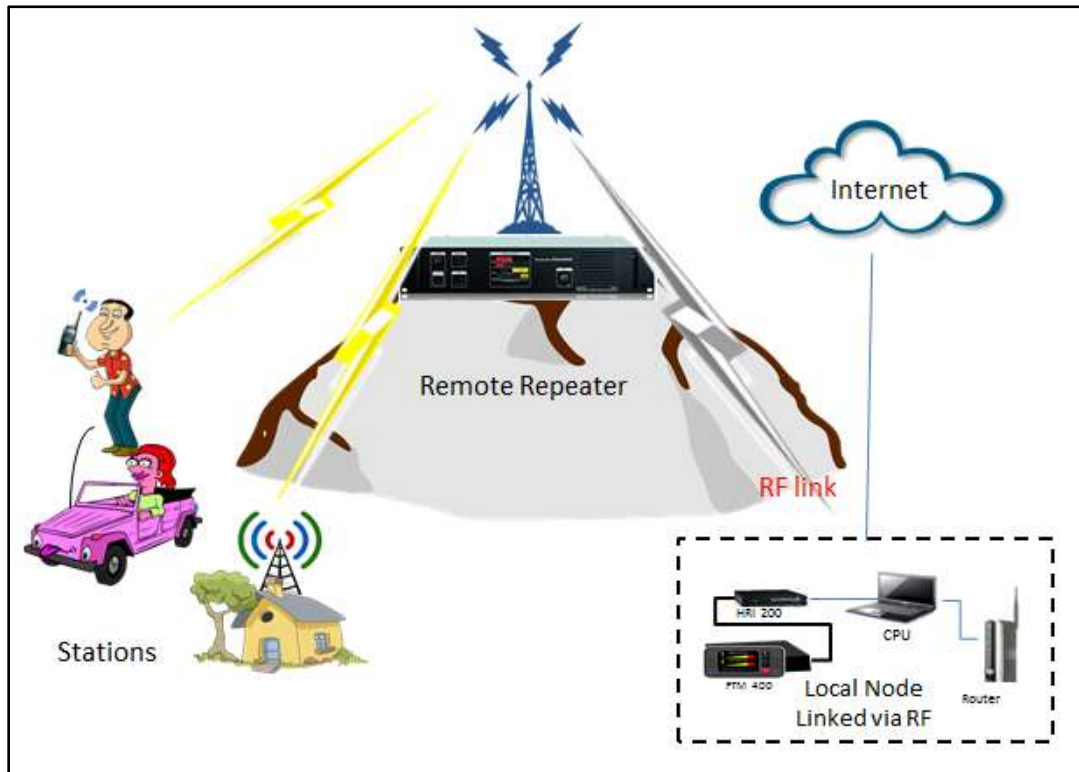 Internet
Remote Repeater
RF link
HRI 200
CPU
FTM 400
Local Node
Linked via RF
Router
Stations